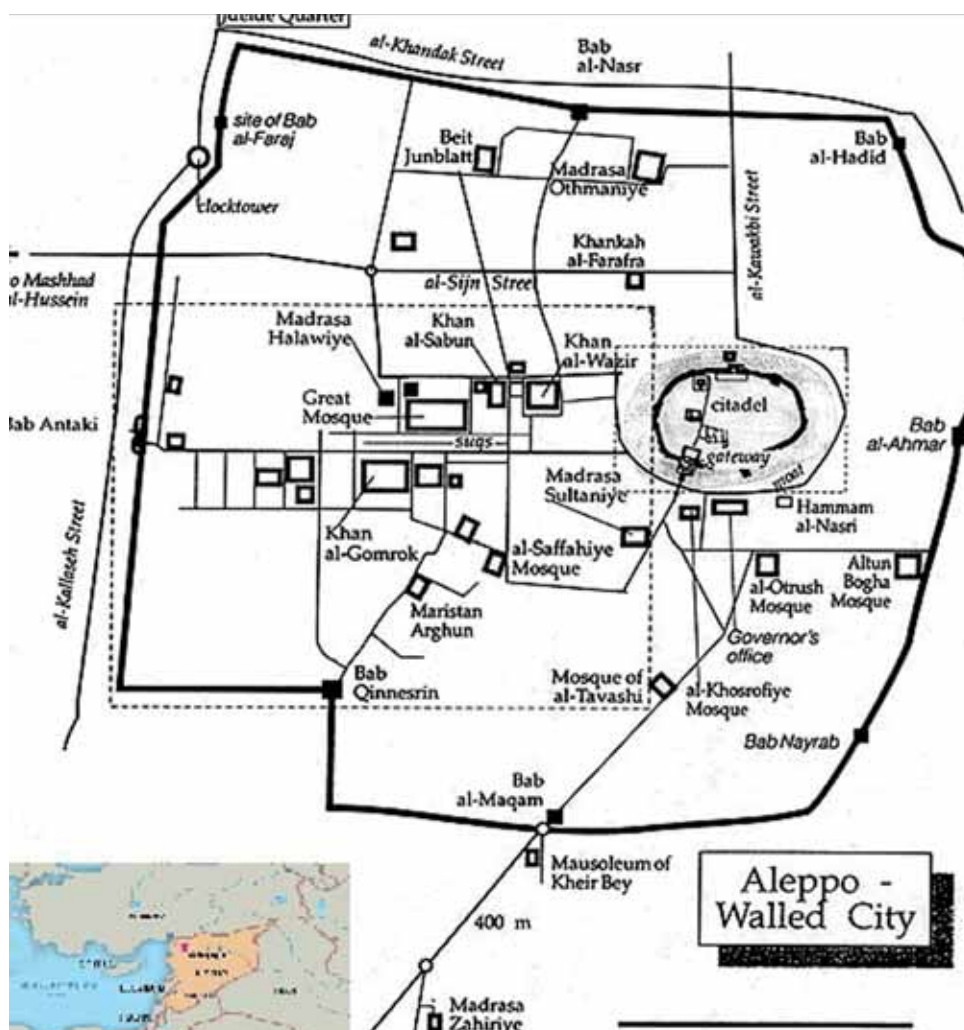 Jdeide Quarter
al-Khandak Street
Bab
al-Nasr
site of Bab
al-Faraj
Beit
Junblatt
Madrasa
Othmaniye
Bab
al-Hadid
clocktower
al-Kawakbi Street
Khankah
al-Farafra
o Mashhad
al-Hussein
al-Sijn Street
Madrasa
Halawiye
Khan
al-Sabun
Khan
al-Wazir
Great
Mosque
citadel
Bab Antaki
suqs
gateway
Bab
al-Ahmar
moat
Madrasa
Sultaniye
Hammam
al-Nasri
Khan
al-Gomrok
al-Saffahiye
Mosque
al-Otrush
Mosque
Altun
Bogha
Mosque
al-Kallaseh Street
Maristan
Arghun
Governor's
office
Bab
Qinnesrin
Mosque of
al-Tavashi
al-Khosrofiye
Mosque
Bab Nayrab
Bab
al-Maqam
Mausoleum of
Kheir Bey
Aleppo -
Walled City
400 m
Madrasa
Zahiriye